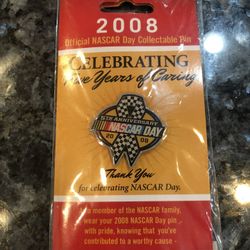 2008
Official NASCAR Day Collectable Pin
CELEBRATING
Five Years of Caring
5TH ANNIVERSARY
NASCAR DAY
20 08
Thank You
for celebrating NASCAR Day.
a member of the NASCAR family,
wear your 2008 NASCAR Day pin
with pride, knowing that you've
contributed to a worthy cause